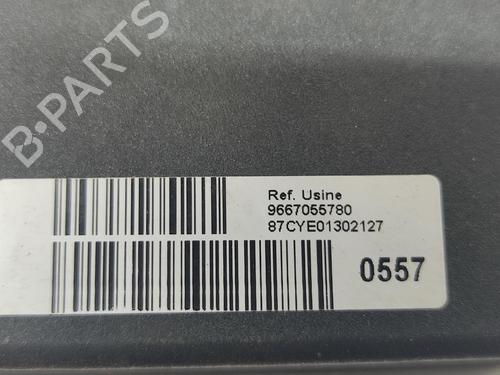 B-PARTS
Ref. Usine
9667055780
87CYE01302127
0557